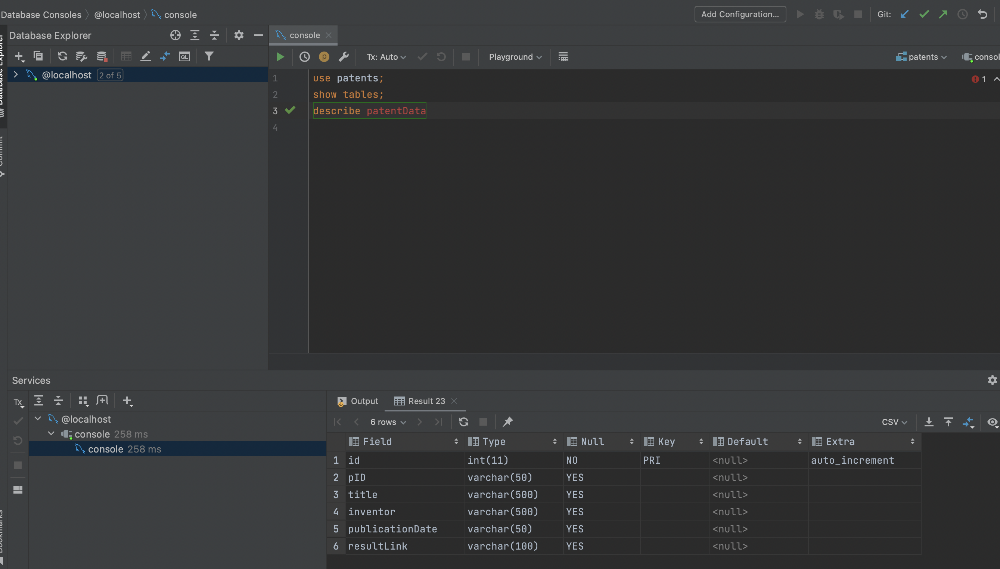 Database Consoles @localhost console
Add Configuration... Git:
Database Explorer
console
Tx: Auto Playground patents consol
@localhost 2 of 5
1 use patents;
1
2 show tables;
3 describe patentData
4
Database Explorer
Commit
Services
Tx
Output Result 23
@localhost
6 rows CSV
console 258 ms
console 258 ms
Field Type Null Key Default Extra
1 id int(11) NO PRI <null> auto_increment
2 pID varchar(50) YES <null>
3 title varchar(500) YES <null>
4 inventor varchar(500) YES <null>
5 publicationDate varchar(50) YES <null>
6 resultLink varchar(100) YES <null>
Bookmarks